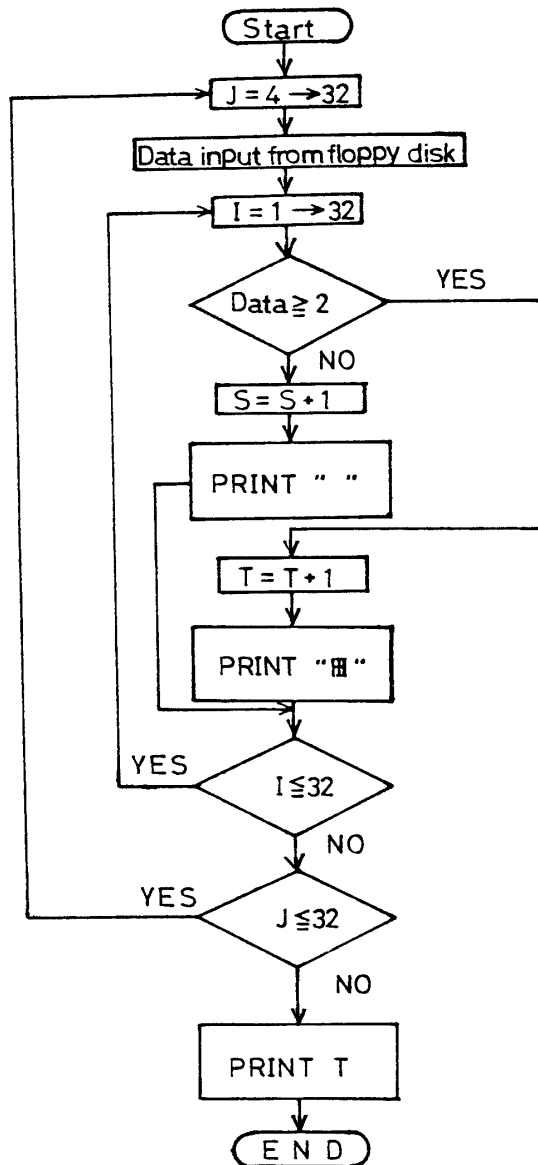 Start
J = 4 → 32
Data input from floppy disk
I = 1 → 32
Data ≧ 2
YES
NO
S = S + 1
PRINT " "
T = T + 1
PRINT "⊞"
YES
I ≦ 32
NO
YES
J ≦ 32
NO
PRINT T
END